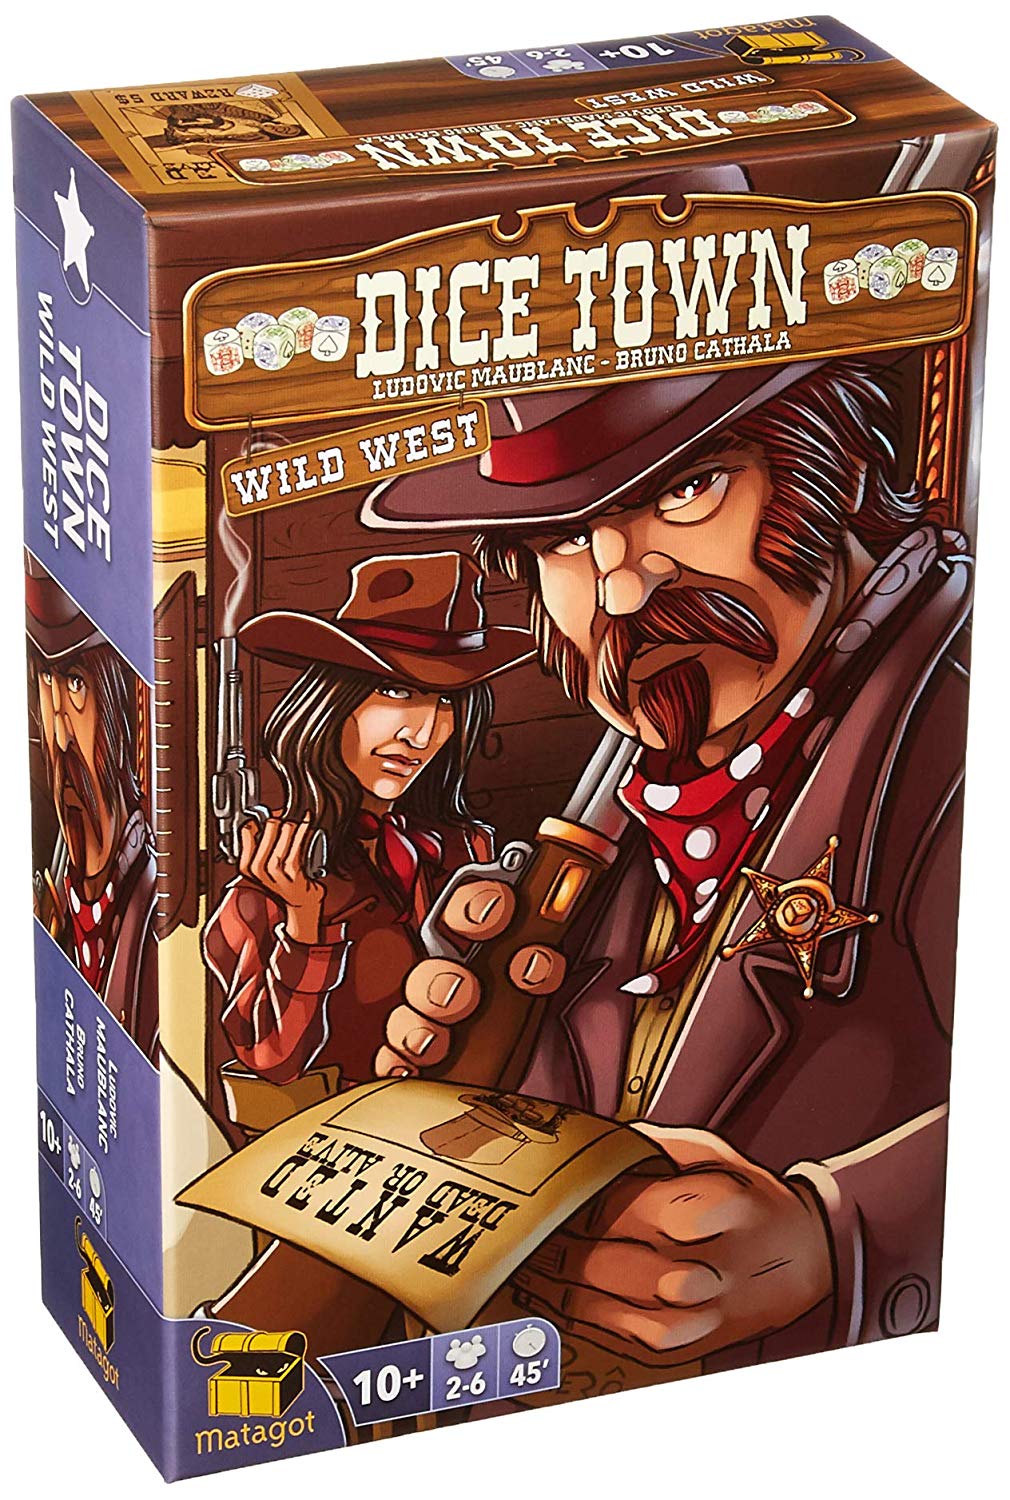 matagot
10+
2-6
45'
REWARD 5$
WILD WEST
DICE TOWN
LUDOVIC MAUBLANC - BRUNO CATHALA
DICE TOWN
LUDOVIC MAUBLANC - BRUNO CATHALA
WILD WEST
WANTED
DEAD OR ALIVE
10+
2-6
45'
matagot
DICE
TOWN
WILD WEST
LUDOVIC
MAUBLANC
BRUNO
CATHALA
10+
2-6
45'
matagot